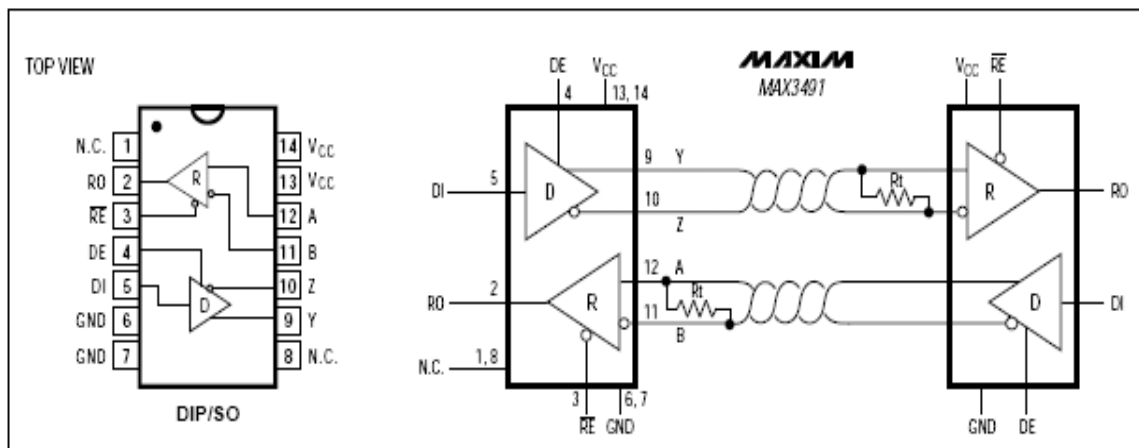 TOP VIEW
N.C. 1
RO 2
RE 3
DE 4
DI 5
GND 6
GND 7
14 VCC
13 VCC
12 A
11 B
10 Z
9 Y
8 N.C.
R
D
DIP/SO
MAXIM
MAX3491
DE
4
VCC
13, 14
DI
5
D
9 Y
10
Z
RO
2
R
12 A
11
B
Rt
N.C.
1,8
3
RE
6, 7
GND
Rt
VCC
RE
R
RO
D
DI
GND
DE